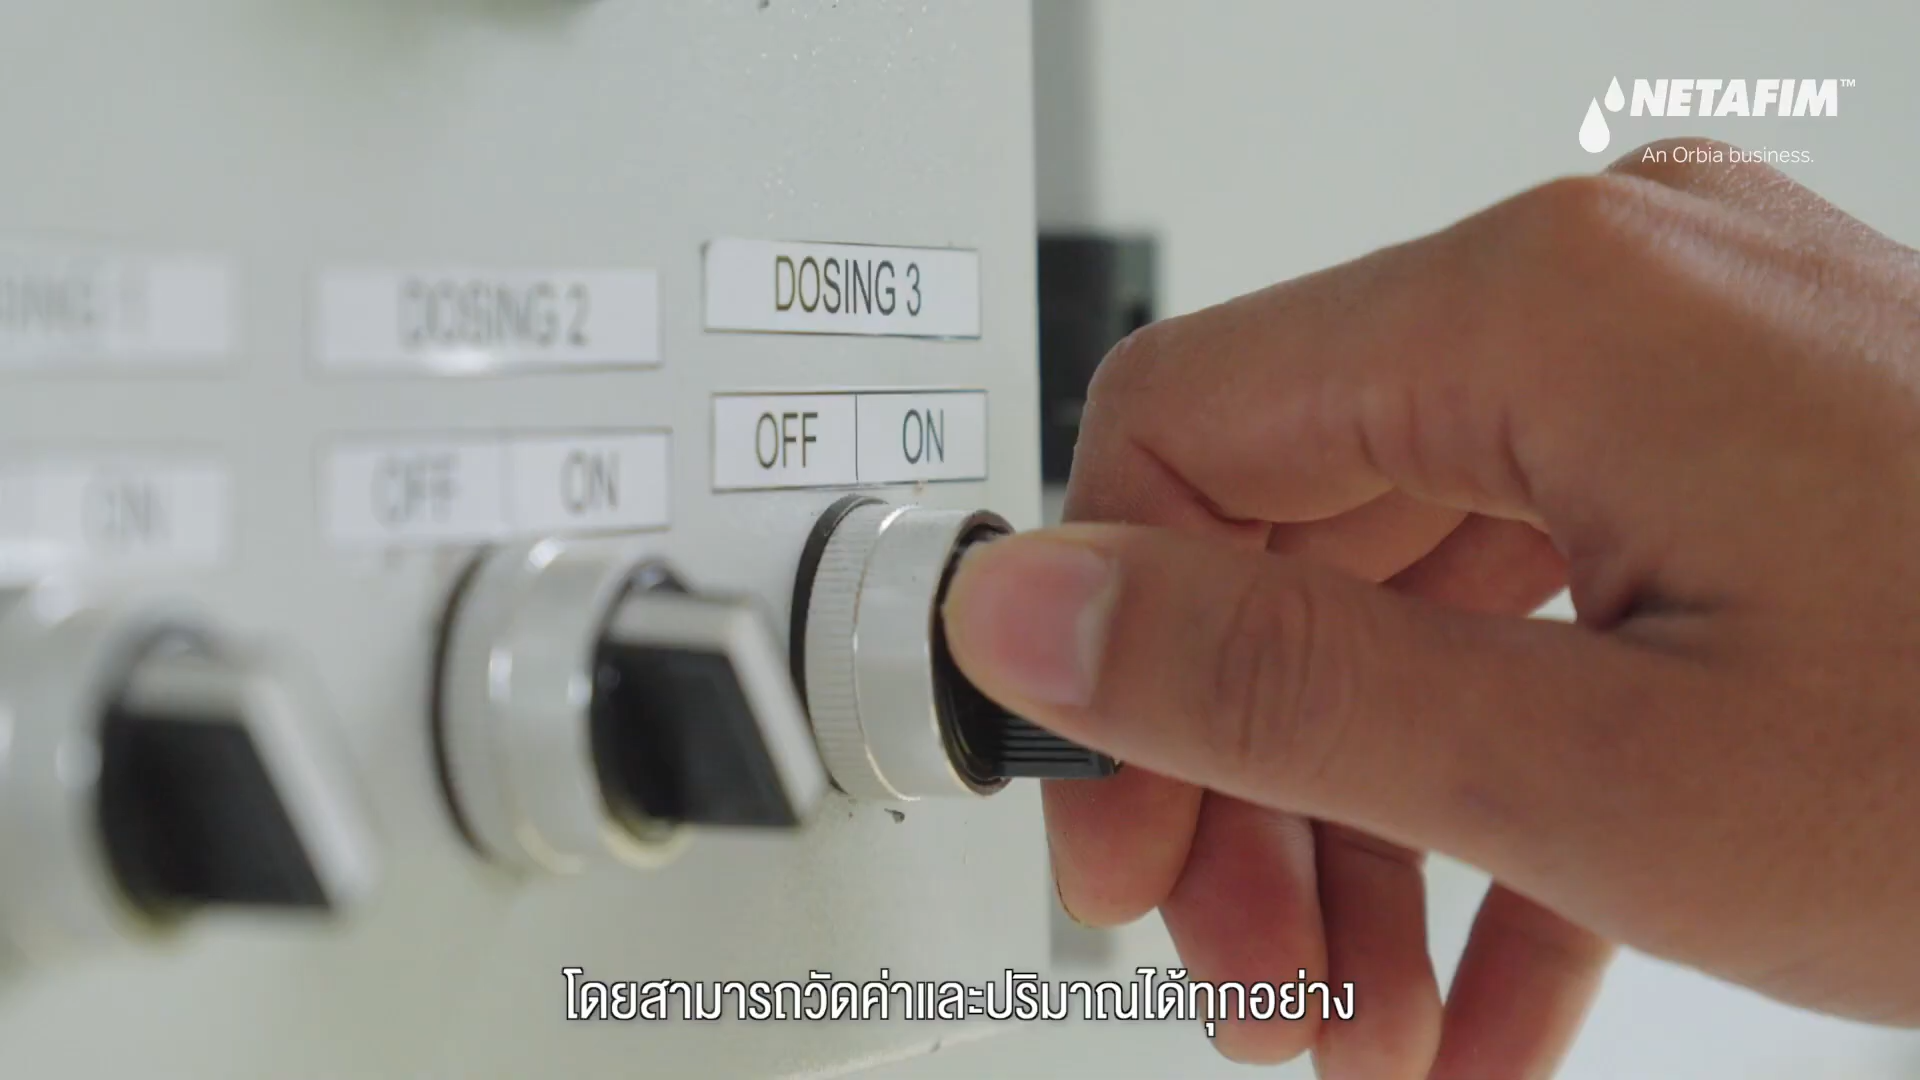 NETAFIM™
An Orbia business.
DOSING 3
DOSING 2
OFF ON
OFF ON
ON
โดยสามารถวัดค่าและปริมาณได้ทุกอย่าง